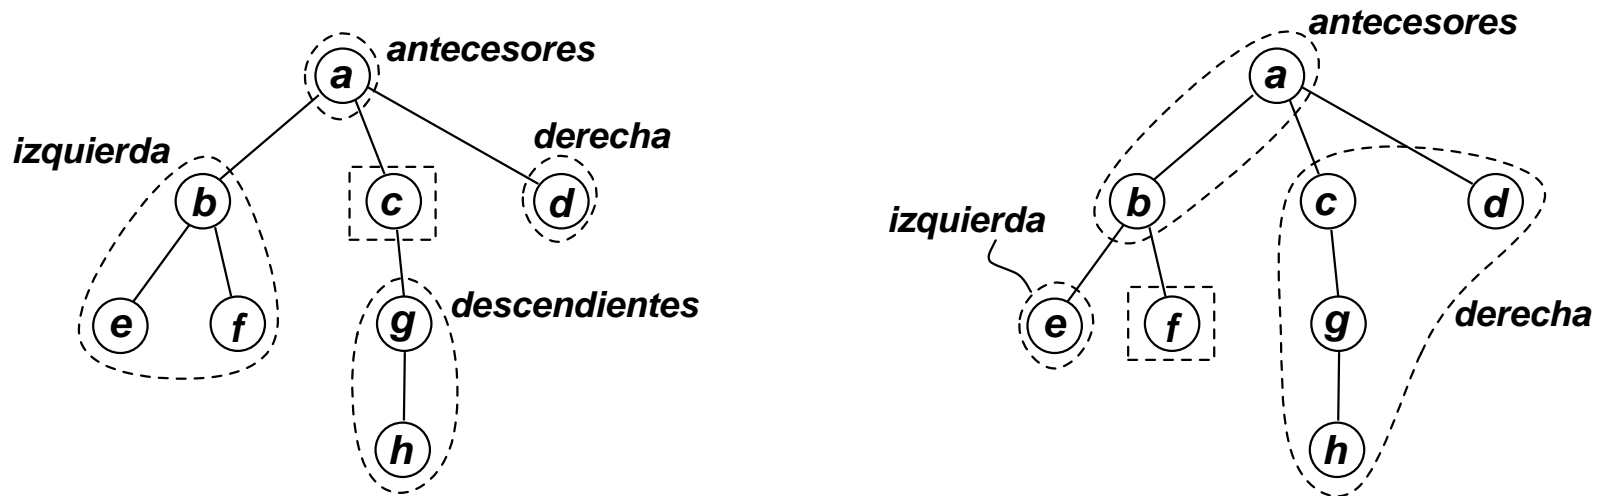 antecesores
a
derecha
izquierda
b
c
d
descendientes
e
f
g
h
antecesores
a
b
c
d
izquierda
e
f
g
derecha
h